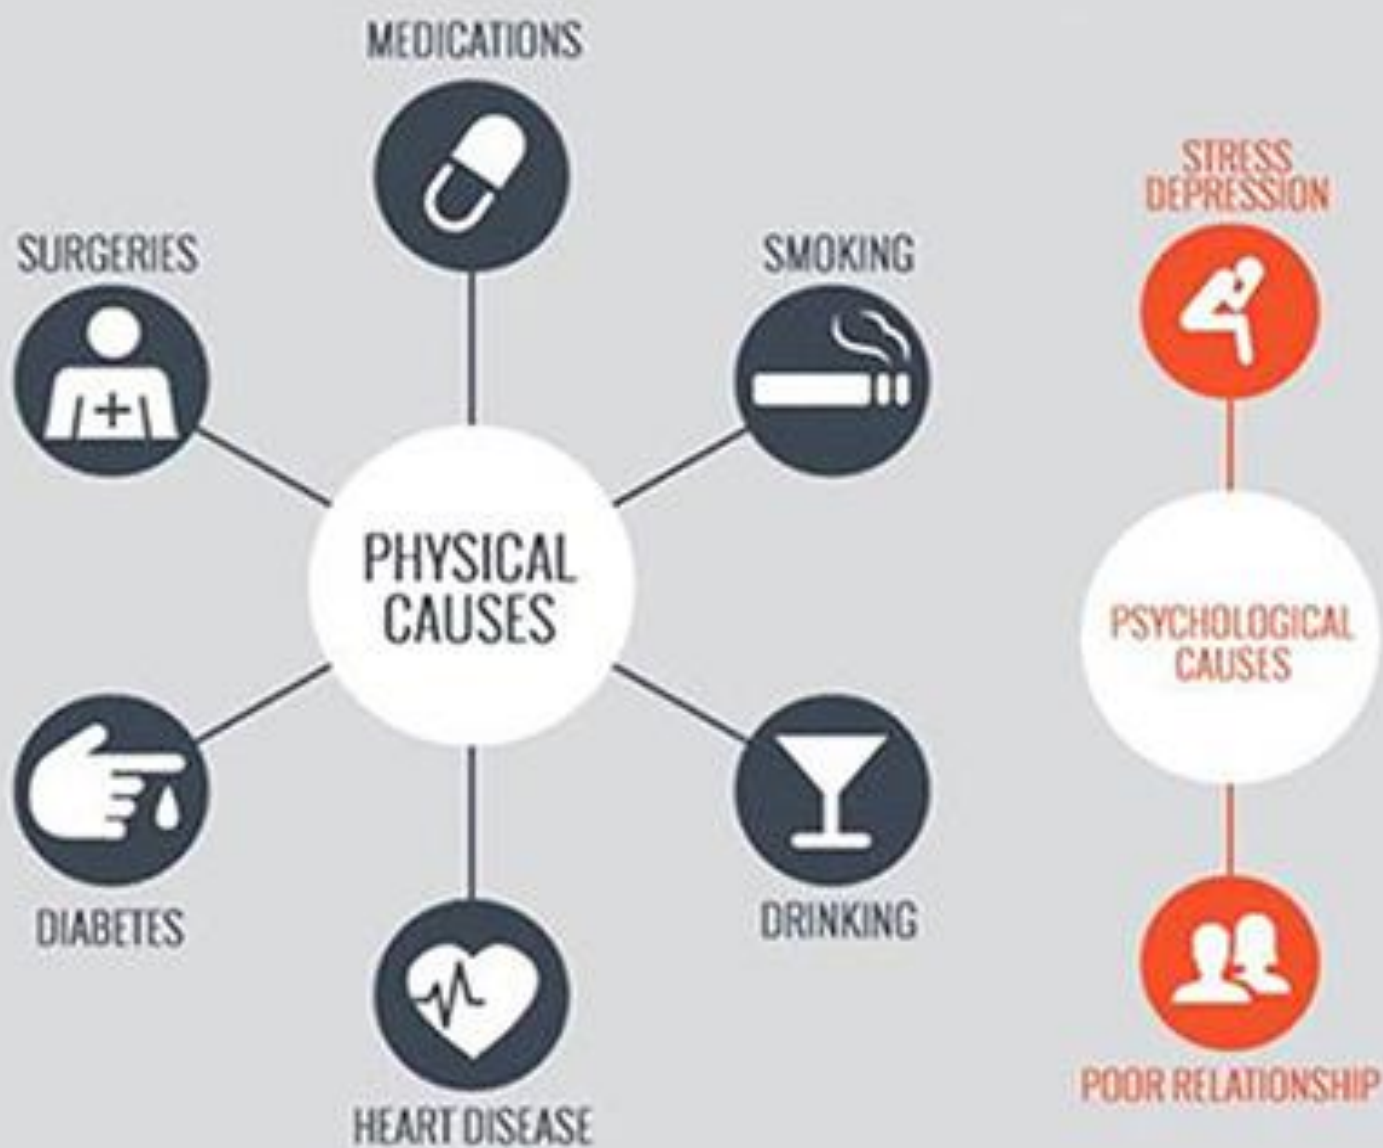 MEDICATIONS
SURGERIES
SMOKING
PHYSICAL
CAUSES
DIABETES
DRINKING
HEART DISEASE
STRESS
DEPRESSION
PSYCHOLOGICAL
CAUSES
POOR RELATIONSHIP